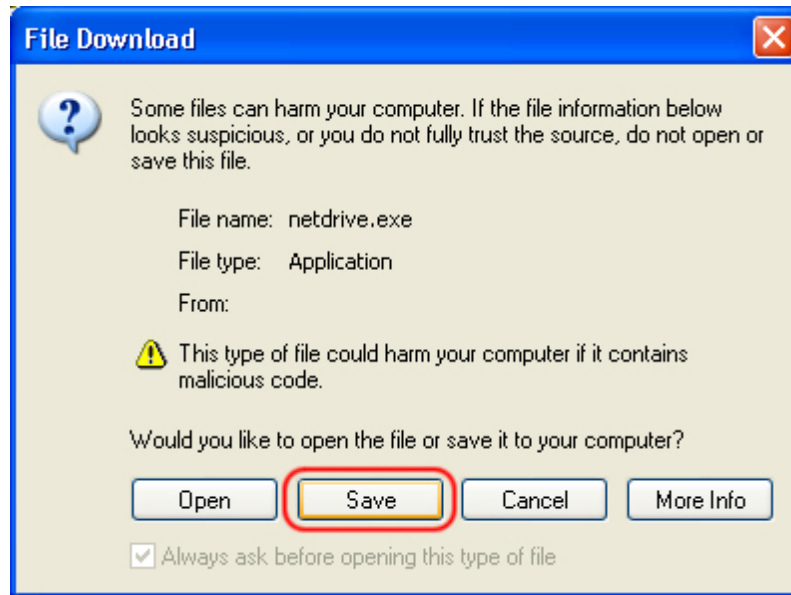 File Download
Some files can harm your computer. If the file information below
looks suspicious, or you do not fully trust the source, do not open or
save this file.
File name: netdrive.exe
File type: Application
From:
This type of file could harm your computer if it contains
malicious code.
Would you like to open the file or save it to your computer?
Open Save Cancel More Info
Always ask before opening this type of file